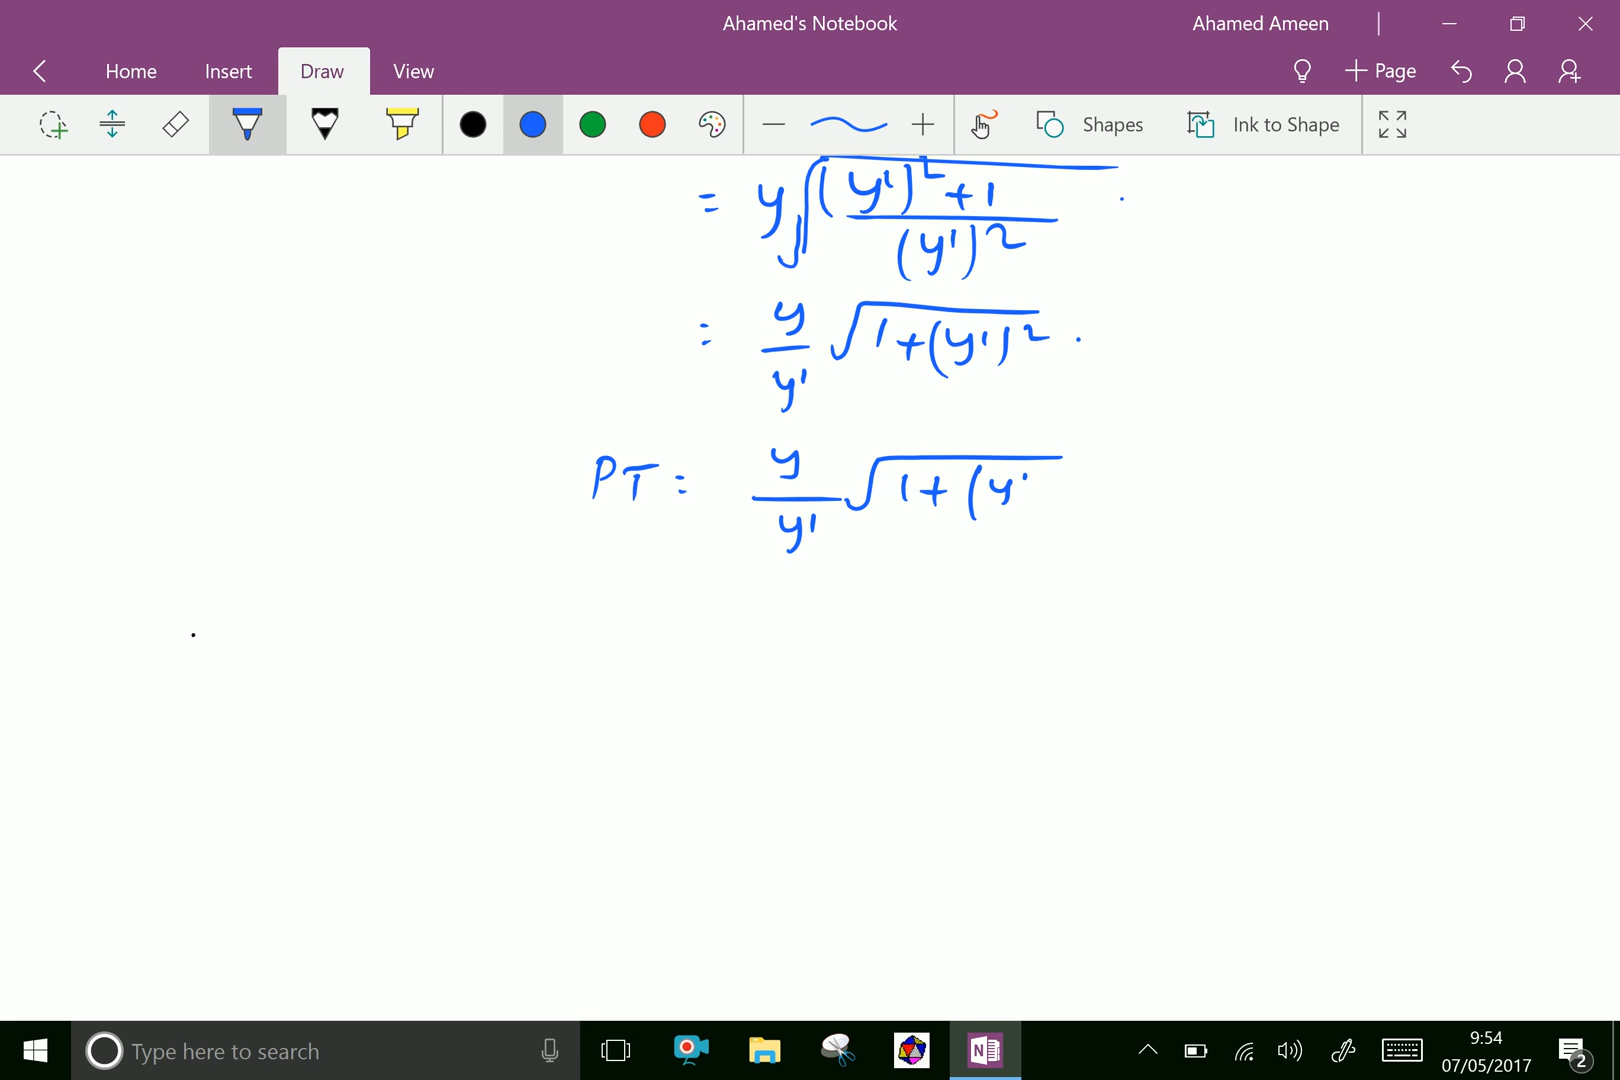 Ahamed's Notebook Ahamed Ameen
Home Insert Draw View Page
Shapes Ink to Shape
= y√(((y')² + 1)/(y')²) .
= y/y' √(1+(y')²) .
PT = y/y' √(1 + (y'
Type here to search
N
9:54
07/05/2017
2